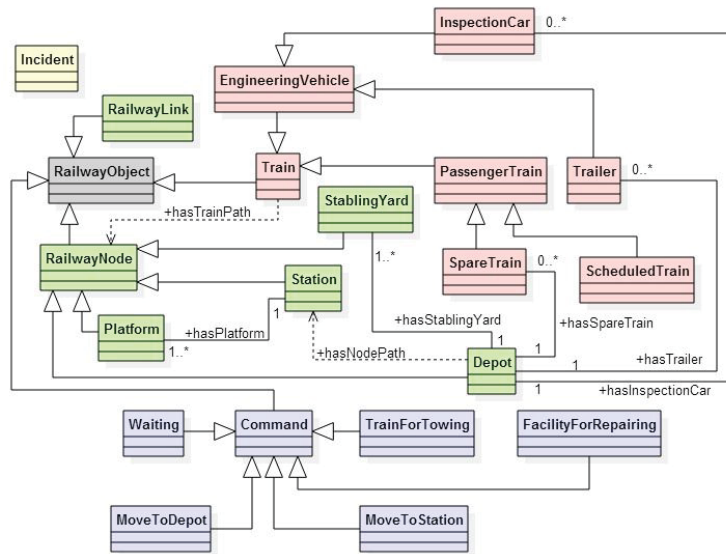 InspectionCar
0..*
Incident
EngineeringVehicle
RailwayLink
RailwayObject
Train
PassengerTrain
Trailer
0..*
+hasTrainPath
StablingYard
RailwayNode
1..*
SpareTrain
0..*
ScheduledTrain
Station
Platform
+hasPlatform
1
1..*
+hasStablingYard
+hasSpareTrain
1
+hasNodePath
Depot
1
1
+hasTrailer
1
+hasInspectionCar
Waiting
Command
TrainForTowing
FacilityForRepairing
MoveToDepot
MoveToStation